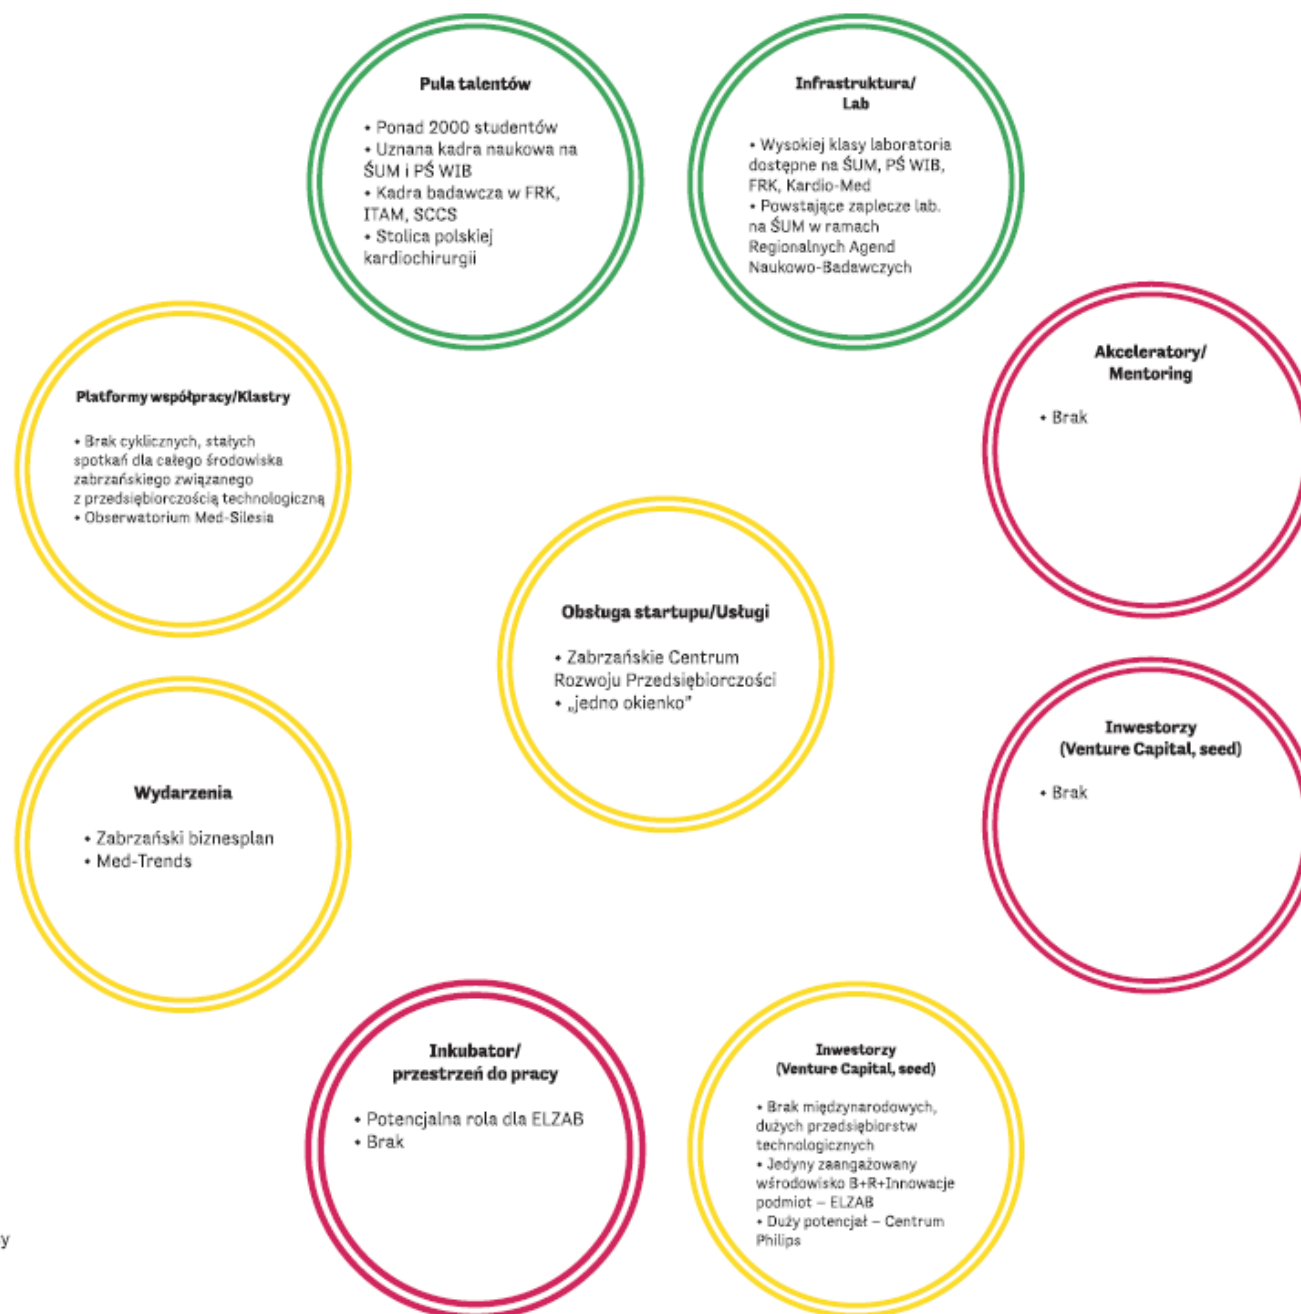 Pula talentów
• Ponad 2000 studentów
• Uznana kadra naukowa na
ŚUM i PŚ WIB
• Kadra badawcza w FRK,
ITAM, SCCS
• Stolica polskiej
kardiochirurgii
Infrastruktura/
Lab
• Wysokiej klasy laboratoria
dostępne na ŚUM, PŚ WIB,
FRK, Kardio-Med
• Powstające zaplecze lab.
na ŚUM w ramach
Regionalnych Agend
Naukowo-Badawczych
Platformy współpracy/Klastry
• Brak cyklicznych, stałych
spotkań dla całego środowiska
zabrzańskiego związanego
z przedsiębiorczością technologiczną
• Obserwatorium Med-Silesia
Akceleratory/
Mentoring
• Brak
Obsługa startupu/Usługi
• Zabrzańskie Centrum
Rozwoju Przedsiębiorczości
• „jedno okienko”
Wydarzenia
• Zabrzański biznesplan
• Med-Trends
Inwestorzy
(Venture Capital, seed)
• Brak
Inkubator/
przestrzeń do pracy
• Potencjalna rola dla ELZAB
• Brak
Inwestorzy
(Venture Capital, seed)
• Brak międzynarodowych,
dużych przedsiębiorstw
technologicznych
• Jedyny zaangażowany
wśrodowisko B+R+Innowacje
podmiot – ELZAB
• Duży potencjał – Centrum
Philips
y